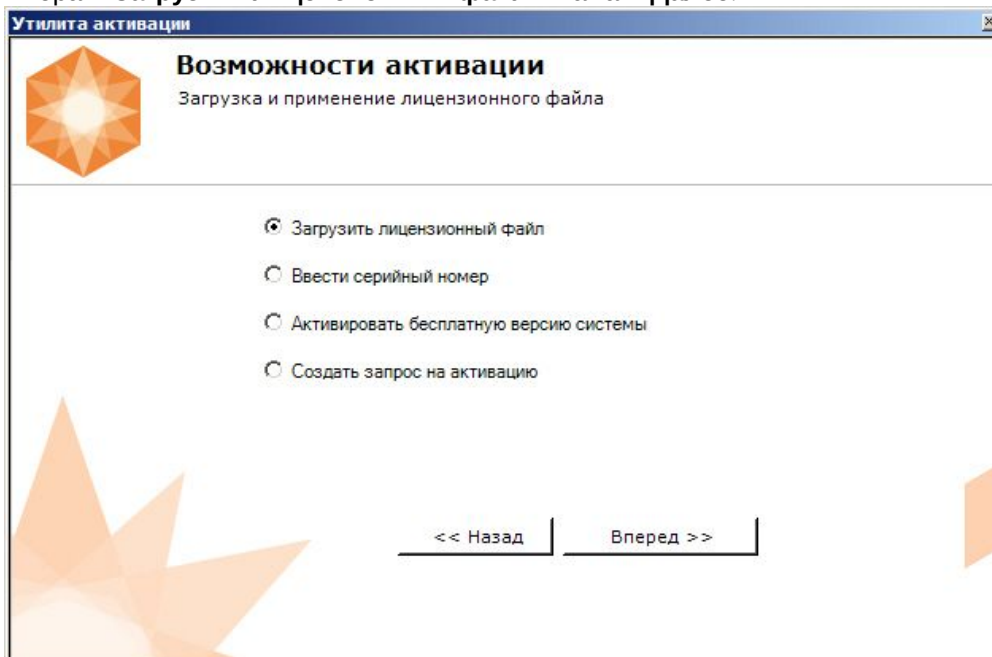 Утилита активации
Возможности активации
Загрузка и применение лицензионного файла
Загрузить лицензионный файл
Ввести серийный номер
Активировать бесплатную версию системы
Создать запрос на активацию
<< Назад
Вперед >>